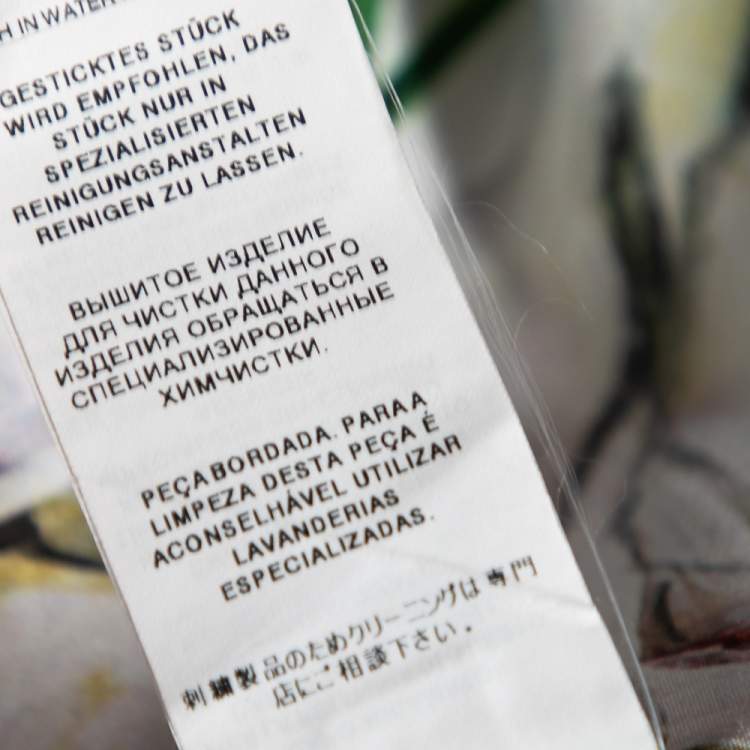 H IN WATER
GESTICKTES STÜCK
WIRD EMPFOHLEN, DAS
STÜCK NUR IN
SPEZIALISIERTEN
REINIGUNGSANSTALTEN
REINIGEN ZU LASSEN.
ВЫШИТОЕ ИЗДЕЛИЕ
ДЛЯ ЧИСТКИ ДАННОГО
ИЗДЕЛИЯ ОБРАЩАТЬСЯ В
СПЕЦИАЛИЗИРОВАННЫЕ
ХИМЧИСТКИ.
PEÇA BORDADA. PARA A
LIMPEZA DESTA PEÇA É
ACONSELHÁVEL UTILIZAR
LAVANDERIAS
ESPECIALIZADAS.
刺繍製品のためクリーニングは専門
店にご相談下さい。